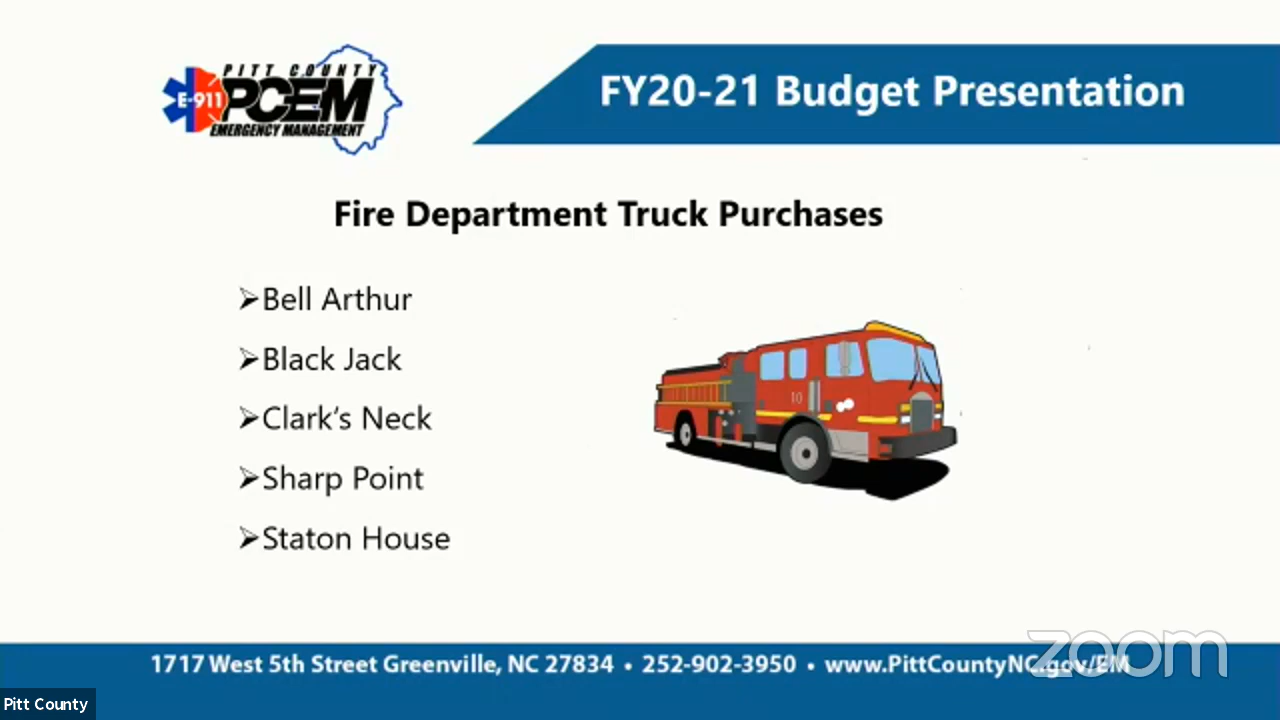 PITT COUNTY
E-911 PCEM
EMERGENCY MANAGEMENT
FY20-21 Budget Presentation
Fire Department Truck Purchases
➢Bell Arthur
➢Black Jack
➢Clark’s Neck
➢Sharp Point
➢Staton House
10
1717 West 5th Street Greenville, NC 27834 • 252-902-3950 • www.PittCountyNC.gov/EM
zoom
Pitt County